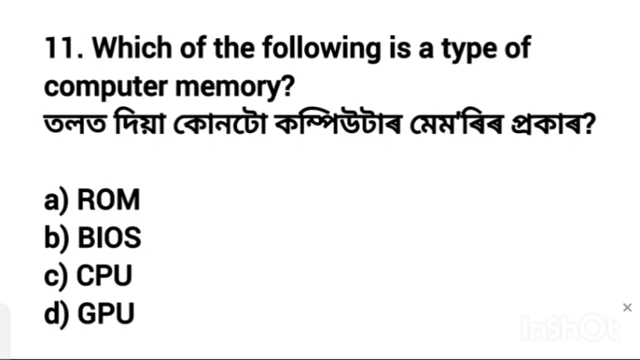 11. Which of the following is a type of
computer memory?
তলত দিয়া কোনটো কম্পিউটাৰ মেম'ৰিৰ প্ৰকাৰ?
a) ROM
b) BIOS
c) CPU
d) GPU
×
InShOt